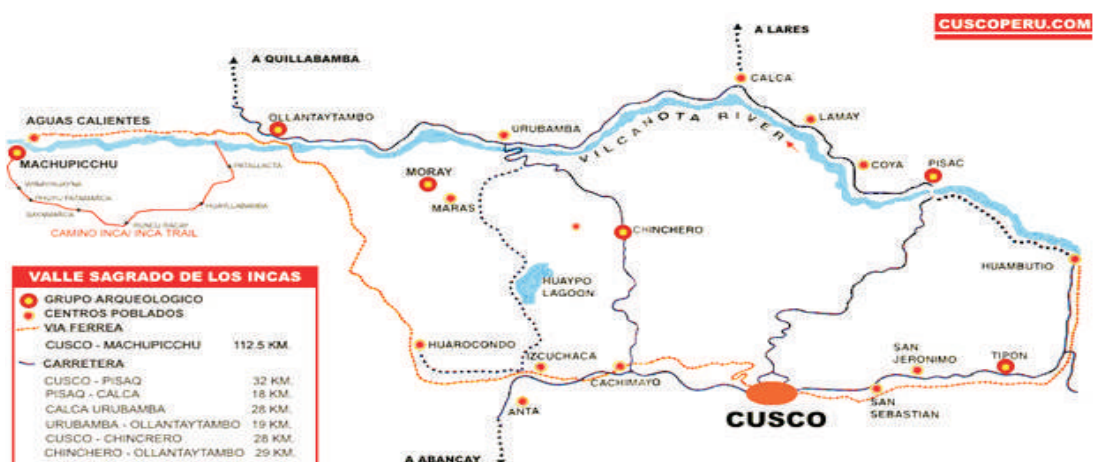 CUSCOPERU.COM
A LARES
A QUILLABAMBA
CALCA
AGUAS CALIENTES
OLLANTAYTAMBO
URUBAMBA
VILCANOTA RIVER
LAMAY
MACHUPICCHU
PATALLACTA
MORAY
COYA
PISAC
MARAS
HUAYLLABAMBA
CAMINO INCA/ INCA TRAIL
CHINCHERO
HUAMBUTIO
HUAYPO
LAGOON
VALLE SAGRADO DE LOS INCAS
GRUPO ARQUEOLOGICO
CENTROS POBLADOS
VIA FERREA
CUSCO - MACHUPICCHU 112.5 KM.
CARRETERA
CUSCO - PISAQ 32 KM.
PISAQ - CALCA 18 KM.
CALCA URUBAMBA 28 KM.
URUBAMBA - OLLANTAYTAMBO 19 KM.
CUSCO - CHINCRERO 28 KM.
CHINCHERO - OLLANTAYTAMBO 29 KM.
HUAROCONDO
IZCUCHACA
CACHIMAYO
SAN
JERONIMO
TIPON
ANTA
CUSCO
SAN
SEBASTIAN
A ABANCAY